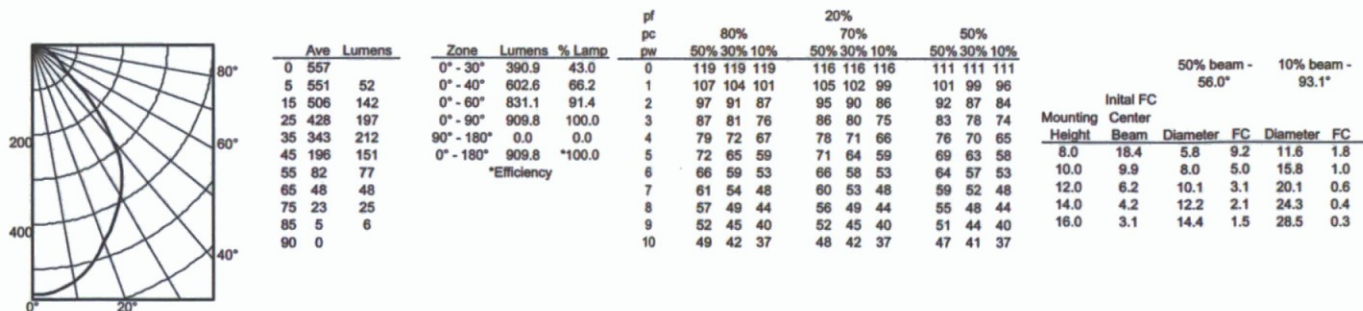 200
400
0°
20°
40°
60°
80°
Ave Lumens
0 557
5 551 52
15 506 142
25 428 197
35 343 212
45 196 151
55 82 77
65 48 48
75 23 25
85 5 6
90 0
Zone Lumens % Lamp
0° - 30° 390.9 43.0
0° - 40° 602.6 66.2
0° - 60° 831.1 91.4
0° - 90° 909.8 100.0
90° - 180° 0.0 0.0
0° - 180° 909.8 *100.0
*Efficiency
pf 20%
pc 80% 70% 50%
pw 50% 30% 10% 50% 30% 10% 50% 30% 10%
0 119 119 119 116 116 116 111 111 111
1 107 104 101 105 102 99 101 99 96
2 97 91 87 95 90 86 92 87 84
3 87 81 76 86 80 75 83 78 74
4 79 72 67 78 71 66 76 70 65
5 72 65 59 71 64 59 69 63 58
6 66 59 53 66 58 53 64 57 53
7 61 54 48 60 53 48 59 52 48
8 57 49 44 56 49 44 55 48 44
9 52 45 40 52 45 40 51 44 40
10 49 42 37 48 42 37 47 41 37
50% beam - 10% beam -
56.0° 93.1°
Inital FC
Mounting Center
Height Beam Diameter FC Diameter FC
8.0 18.4 5.8 9.2 11.6 1.8
10.0 9.9 8.0 5.0 15.8 1.0
12.0 6.2 10.1 3.1 20.1 0.6
14.0 4.2 12.2 2.1 24.3 0.4
16.0 3.1 14.4 1.5 28.5 0.3